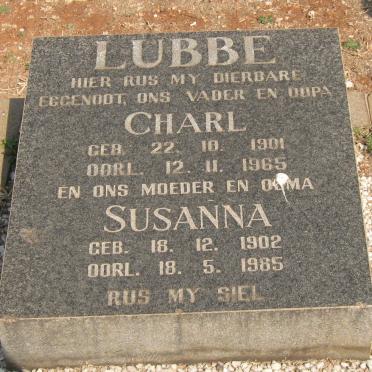 LUBBE
HIER RUS MY DIERBARE
EGGENOOT, ONS VADER EN OUPA
CHARL
GEB. 22. 10. 1901
OORL. 12. 11. 1965
EN ONS MOEDER EN OUMA
SUSANNA
GEB. 18. 12. 1902
OORL. 18. 5. 1985
RUS MY SIEL